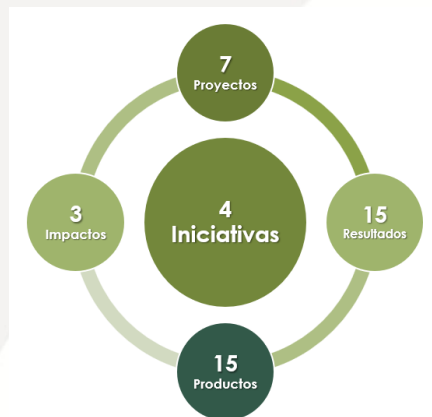 7
Proyectos
4
Iniciativas
3
Impactos
15
Resultados
15
Productos